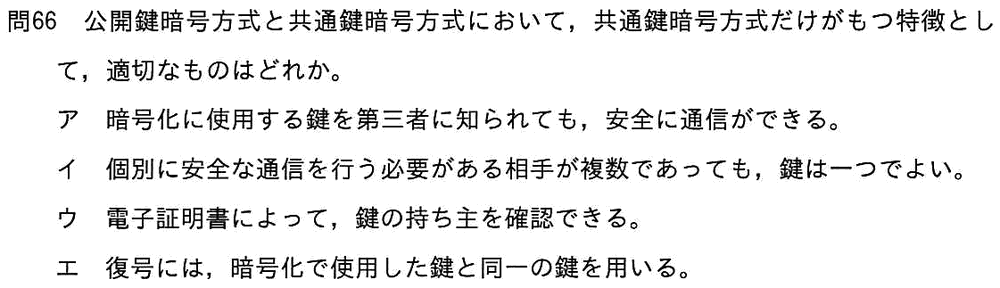 問66 公開鍵暗号方式と共通鍵暗号方式において，共通鍵暗号方式だけがもつ特徴とし
て，適切なものはどれか。
ア 暗号化に使用する鍵を第三者に知られても，安全に通信ができる。
イ 個別に安全な通信を行う必要がある相手が複数であっても，鍵は一つでよい。
ウ 電子証明書によって，鍵の持ち主を確認できる。
エ 復号には，暗号化で使用した鍵と同一の鍵を用いる。